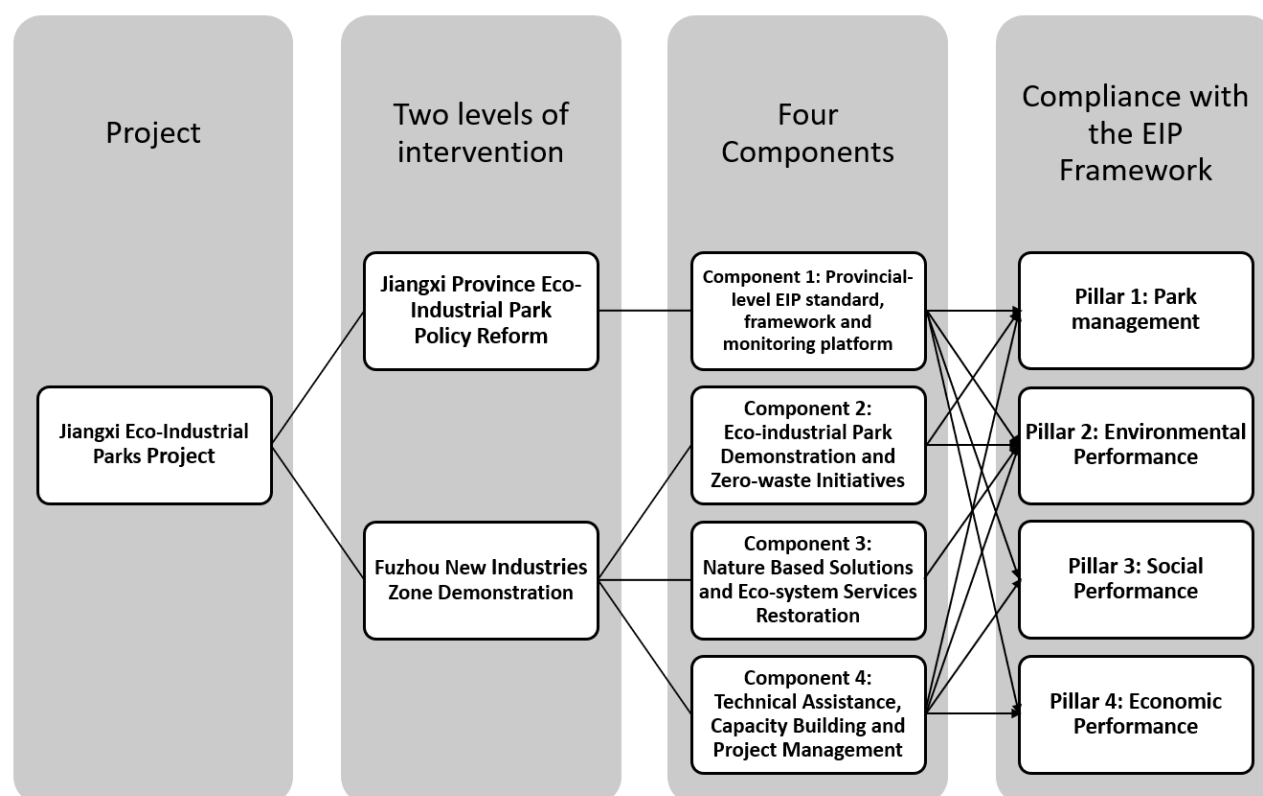 Project
Two levels of
intervention
Four
Components
Compliance with
the EIP
Framework
Jiangxi Eco-Industrial
Parks Project
Jiangxi Province Eco-
Industrial Park
Policy Reform
Fuzhou New Industries
Zone Demonstration
Component 1: Provincial-
level EIP standard,
framework and
monitoring platform
Component 2:
Eco-industrial Park
Demonstration and
Zero-waste Initiatives
Component 3:
Nature Based Solutions
and Eco-system Services
Restoration
Component 4:
Technical Assistance,
Capacity Building and
Project Management
Pillar 1: Park
management
Pillar 2: Environmental
Performance
Pillar 3: Social
Performance
Pillar 4: Economic
Performance